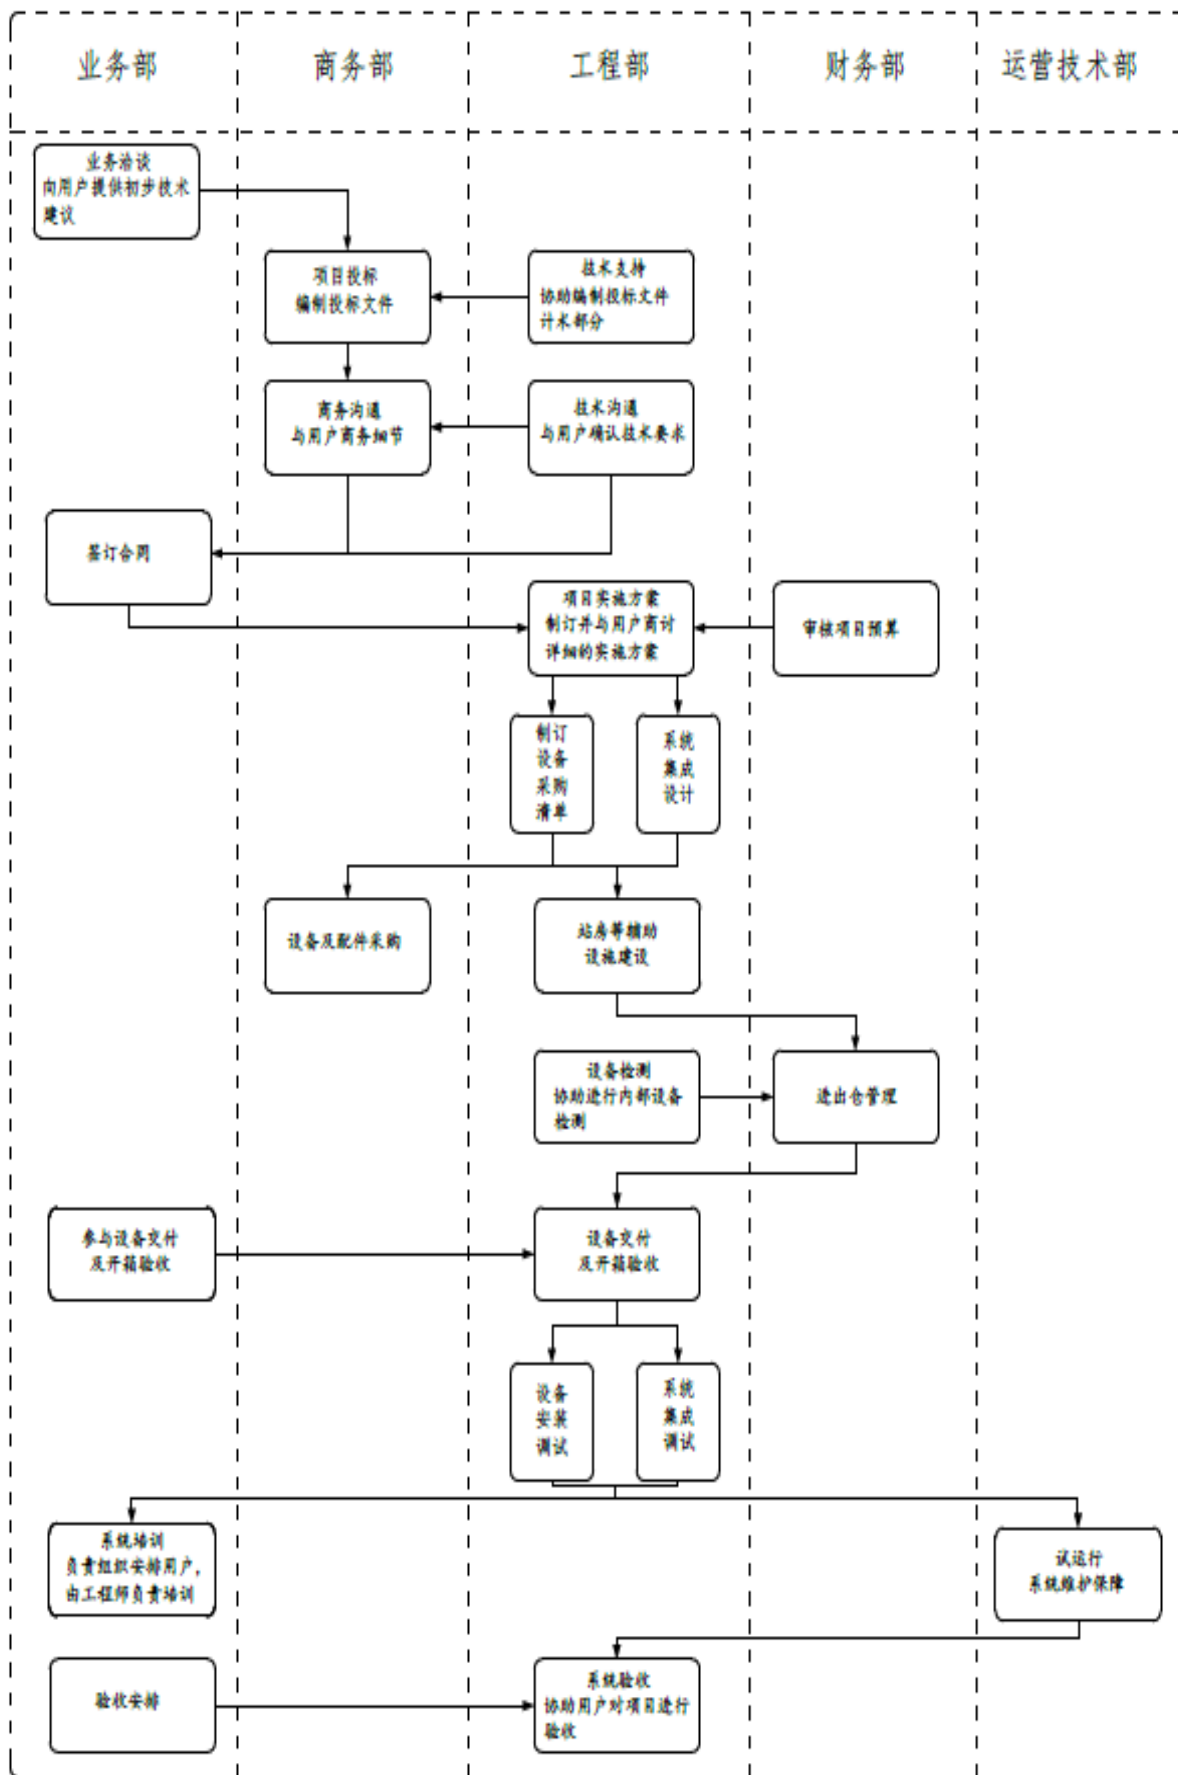 业务部
商务部
工程部
财务部
运营技术部
业务洽谈
向用户提供初步技术
建议
项目投标
编制投标文件
技术支持
协助编制投标文件
计术部分
商务沟通
与用户商务细节
技术沟通
与用户确认技术要求
签订合同
项目实施方案
制订并与用户商讨
详细的实施方案
审核项目预算
制订
设备
采购
清单
系统
集成
设计
设备及配件采购
站房等辅助
设施建设
设备检测
协助进行内部设备
检测
进出仓管理
参与设备交付
及开箱验收
设备交付
及开箱验收
设备
安装
调试
系统
集成
调试
系统培训
负责组织安排用户，
由工程师负责培训
试运行
系统维护保障
验收安排
系统验收
协助用户对项目进行
验收